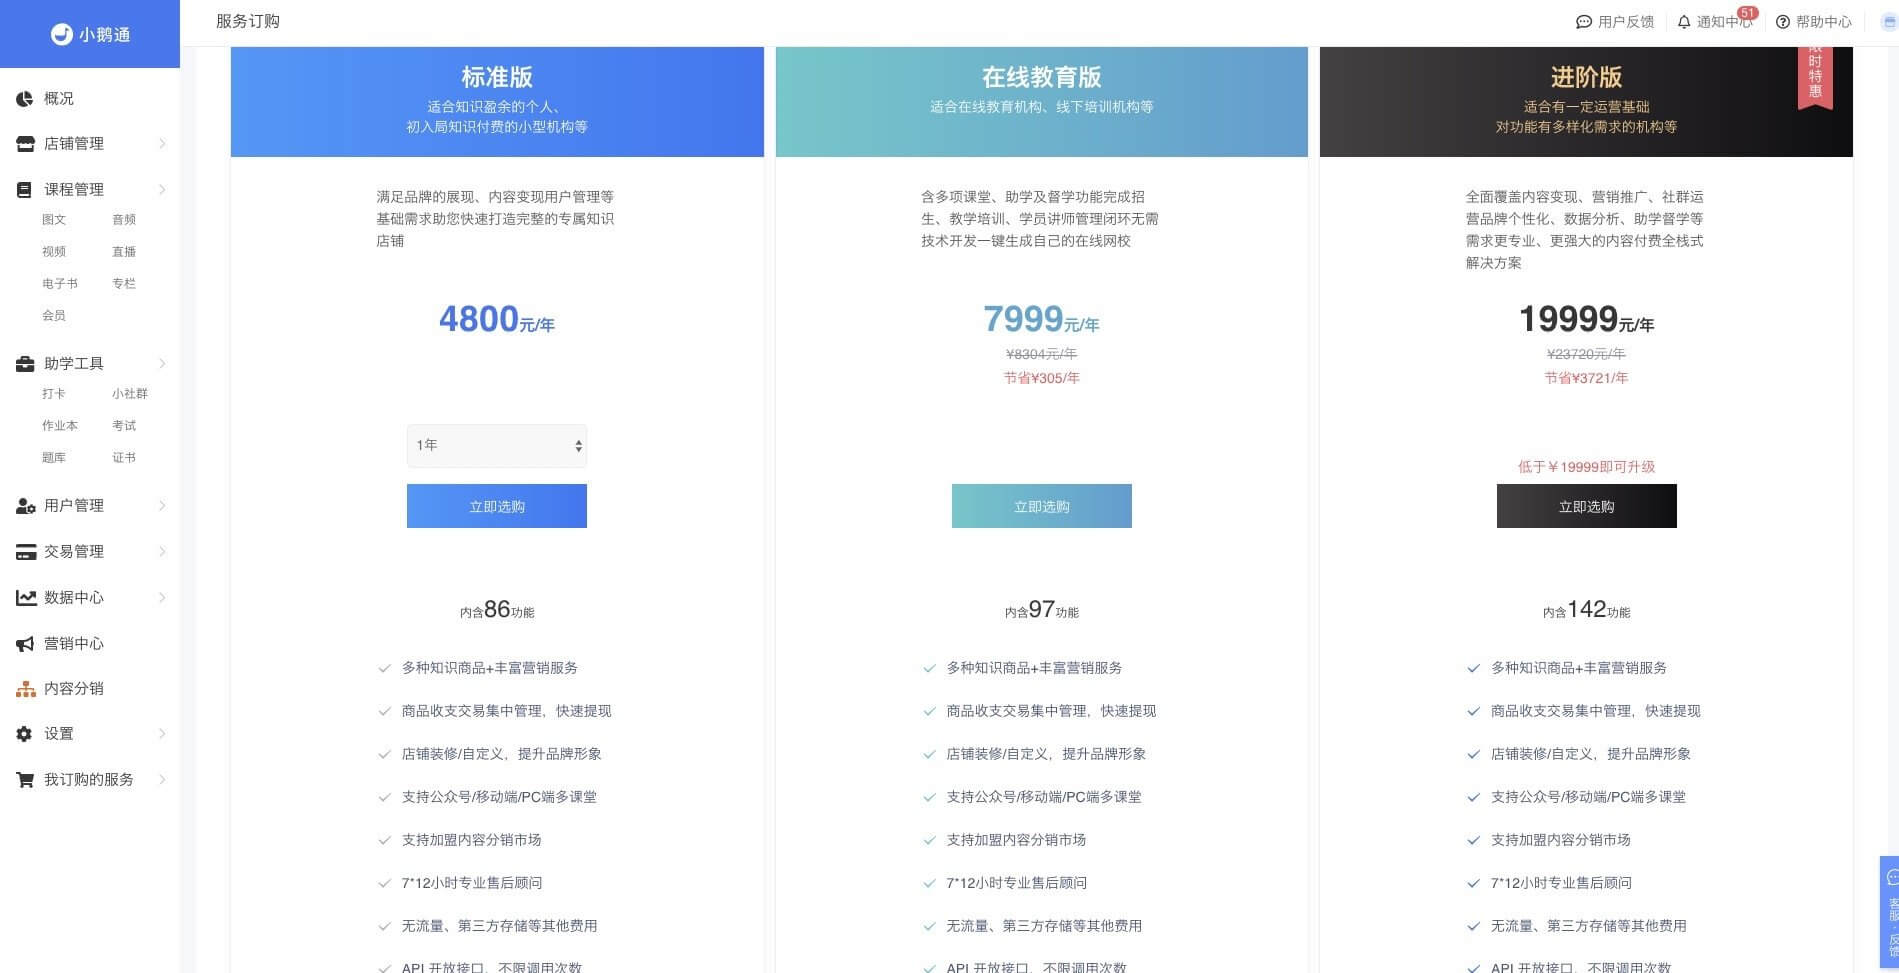 小鹅通
服务订购
用户反馈
通知中心
51
帮助中心
概况
店铺管理
课程管理
图文 音频
视频 直播
电子书 专栏
会员
助学工具
打卡 小社群
作业本 考试
题库 证书
用户管理
交易管理
数据中心
营销中心
内容分销
设置
我订购的服务
标准版
适合知识盈余的个人、
初入局知识付费的小型机构等
满足品牌的展现、内容变现用户管理等
基础需求助您快速打造完整的专属知识
店铺
4800元/年
1年
立即选购
内含86功能
多种知识商品+丰富营销服务
商品收支交易集中管理，快速提现
店铺装修/自定义，提升品牌形象
支持公众号/移动端/PC端多课堂
支持加盟内容分销市场
7*12小时专业售后顾问
无流量、第三方存储等其他费用
API 开放接口，不限调用次数
在线教育版
适合在线教育机构、线下培训机构等
含多项课堂、助学及督学功能完成招
生、教学培训、学员讲师管理闭环无需
技术开发一键生成自己的在线网校
7999元/年
¥8304元/年
节省¥305/年
立即选购
内含97功能
多种知识商品+丰富营销服务
商品收支交易集中管理，快速提现
店铺装修/自定义，提升品牌形象
支持公众号/移动端/PC端多课堂
支持加盟内容分销市场
7*12小时专业售后顾问
无流量、第三方存储等其他费用
API 开放接口，不限调用次数
进阶版
适合有一定运营基础
对功能有多样化需求的机构等
限时特惠
全面覆盖内容变现、营销推广、社群运
营品牌个性化、数据分析、助学督学等
需求更专业、更强大的内容付费全栈式
解决方案
19999元/年
¥23720元/年
节省¥3721/年
低于￥19999即可升级
立即选购
内含142功能
多种知识商品+丰富营销服务
商品收支交易集中管理，快速提现
店铺装修/自定义，提升品牌形象
支持公众号/移动端/PC端多课堂
支持加盟内容分销市场
7*12小时专业售后顾问
无流量、第三方存储等其他费用
API 开放接口，不限调用次数
客服·反馈